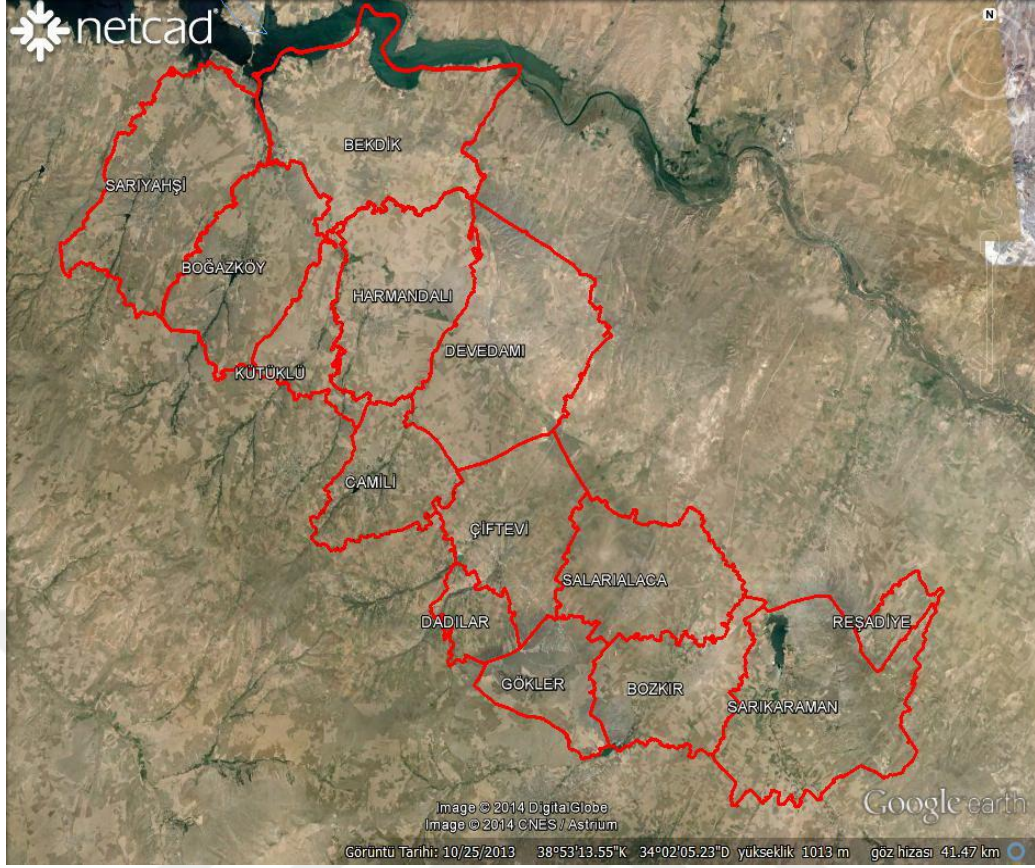 netcad
N
BEKDİK
SARIYAHŞİ
BOĞAZKÖY
HARMANDALI
DEVEDAMI
KÜTÜKLÜ
CAMİLİ
ÇİFTEVİ
SALARIALACA
DADILAR
REŞADİYE
GÖKLER
BOZKIR
SARIKARAMAN
Image © 2014 DigitalGlobe
Image © 2014 CNES / Astrium
Google earth
Görüntü Tarihi: 10/25/2013 38°53'13.55"K 34°02'05.23"D yükseklik 1013 m göz hizası 41.47 km